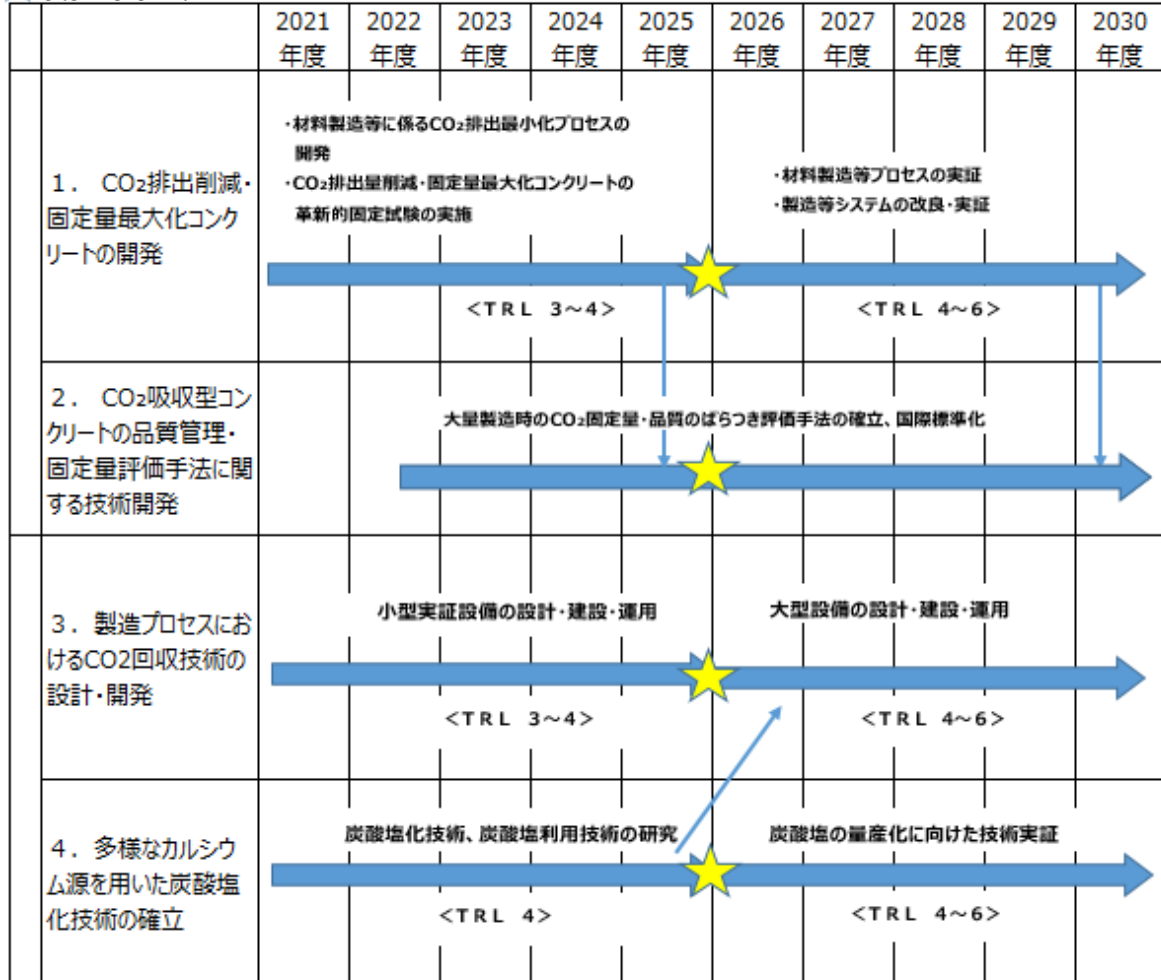 2021 2022 2023 2024 2025 2026 2027 2028 2029 2030
年度 年度 年度 年度 年度 年度 年度 年度 年度 年度
1． CO₂排出削減・
固定量最大化コンク
リートの開発
・材料製造等に係るCO₂排出最小化プロセスの
開発
・CO₂排出量削減・固定量最大化コンクリートの
革新的固定試験の実施
・材料製造等プロセスの実証
・製造等システムの改良・実証
＜TRL 3～4＞
＜TRL 4～6＞
2． CO₂吸収型コン
クリートの品質管理・
固定量評価手法に関
する技術開発
大量製造時のCO₂固定量・品質のばらつき評価手法の確立、国際標準化
3．製造プロセスにお
けるCO2回収技術の
設計・開発
小型実証設備の設計・建設・運用
大型設備の設計・建設・運用
＜TRL 3～4＞
＜TRL 4～6＞
4．多様なカルシウ
ム源を用いた炭酸塩
化技術の確立
炭酸塩化技術、炭酸塩利用技術の研究
炭酸塩の量産化に向けた技術実証
＜TRL 4＞
＜TRL 4～6＞